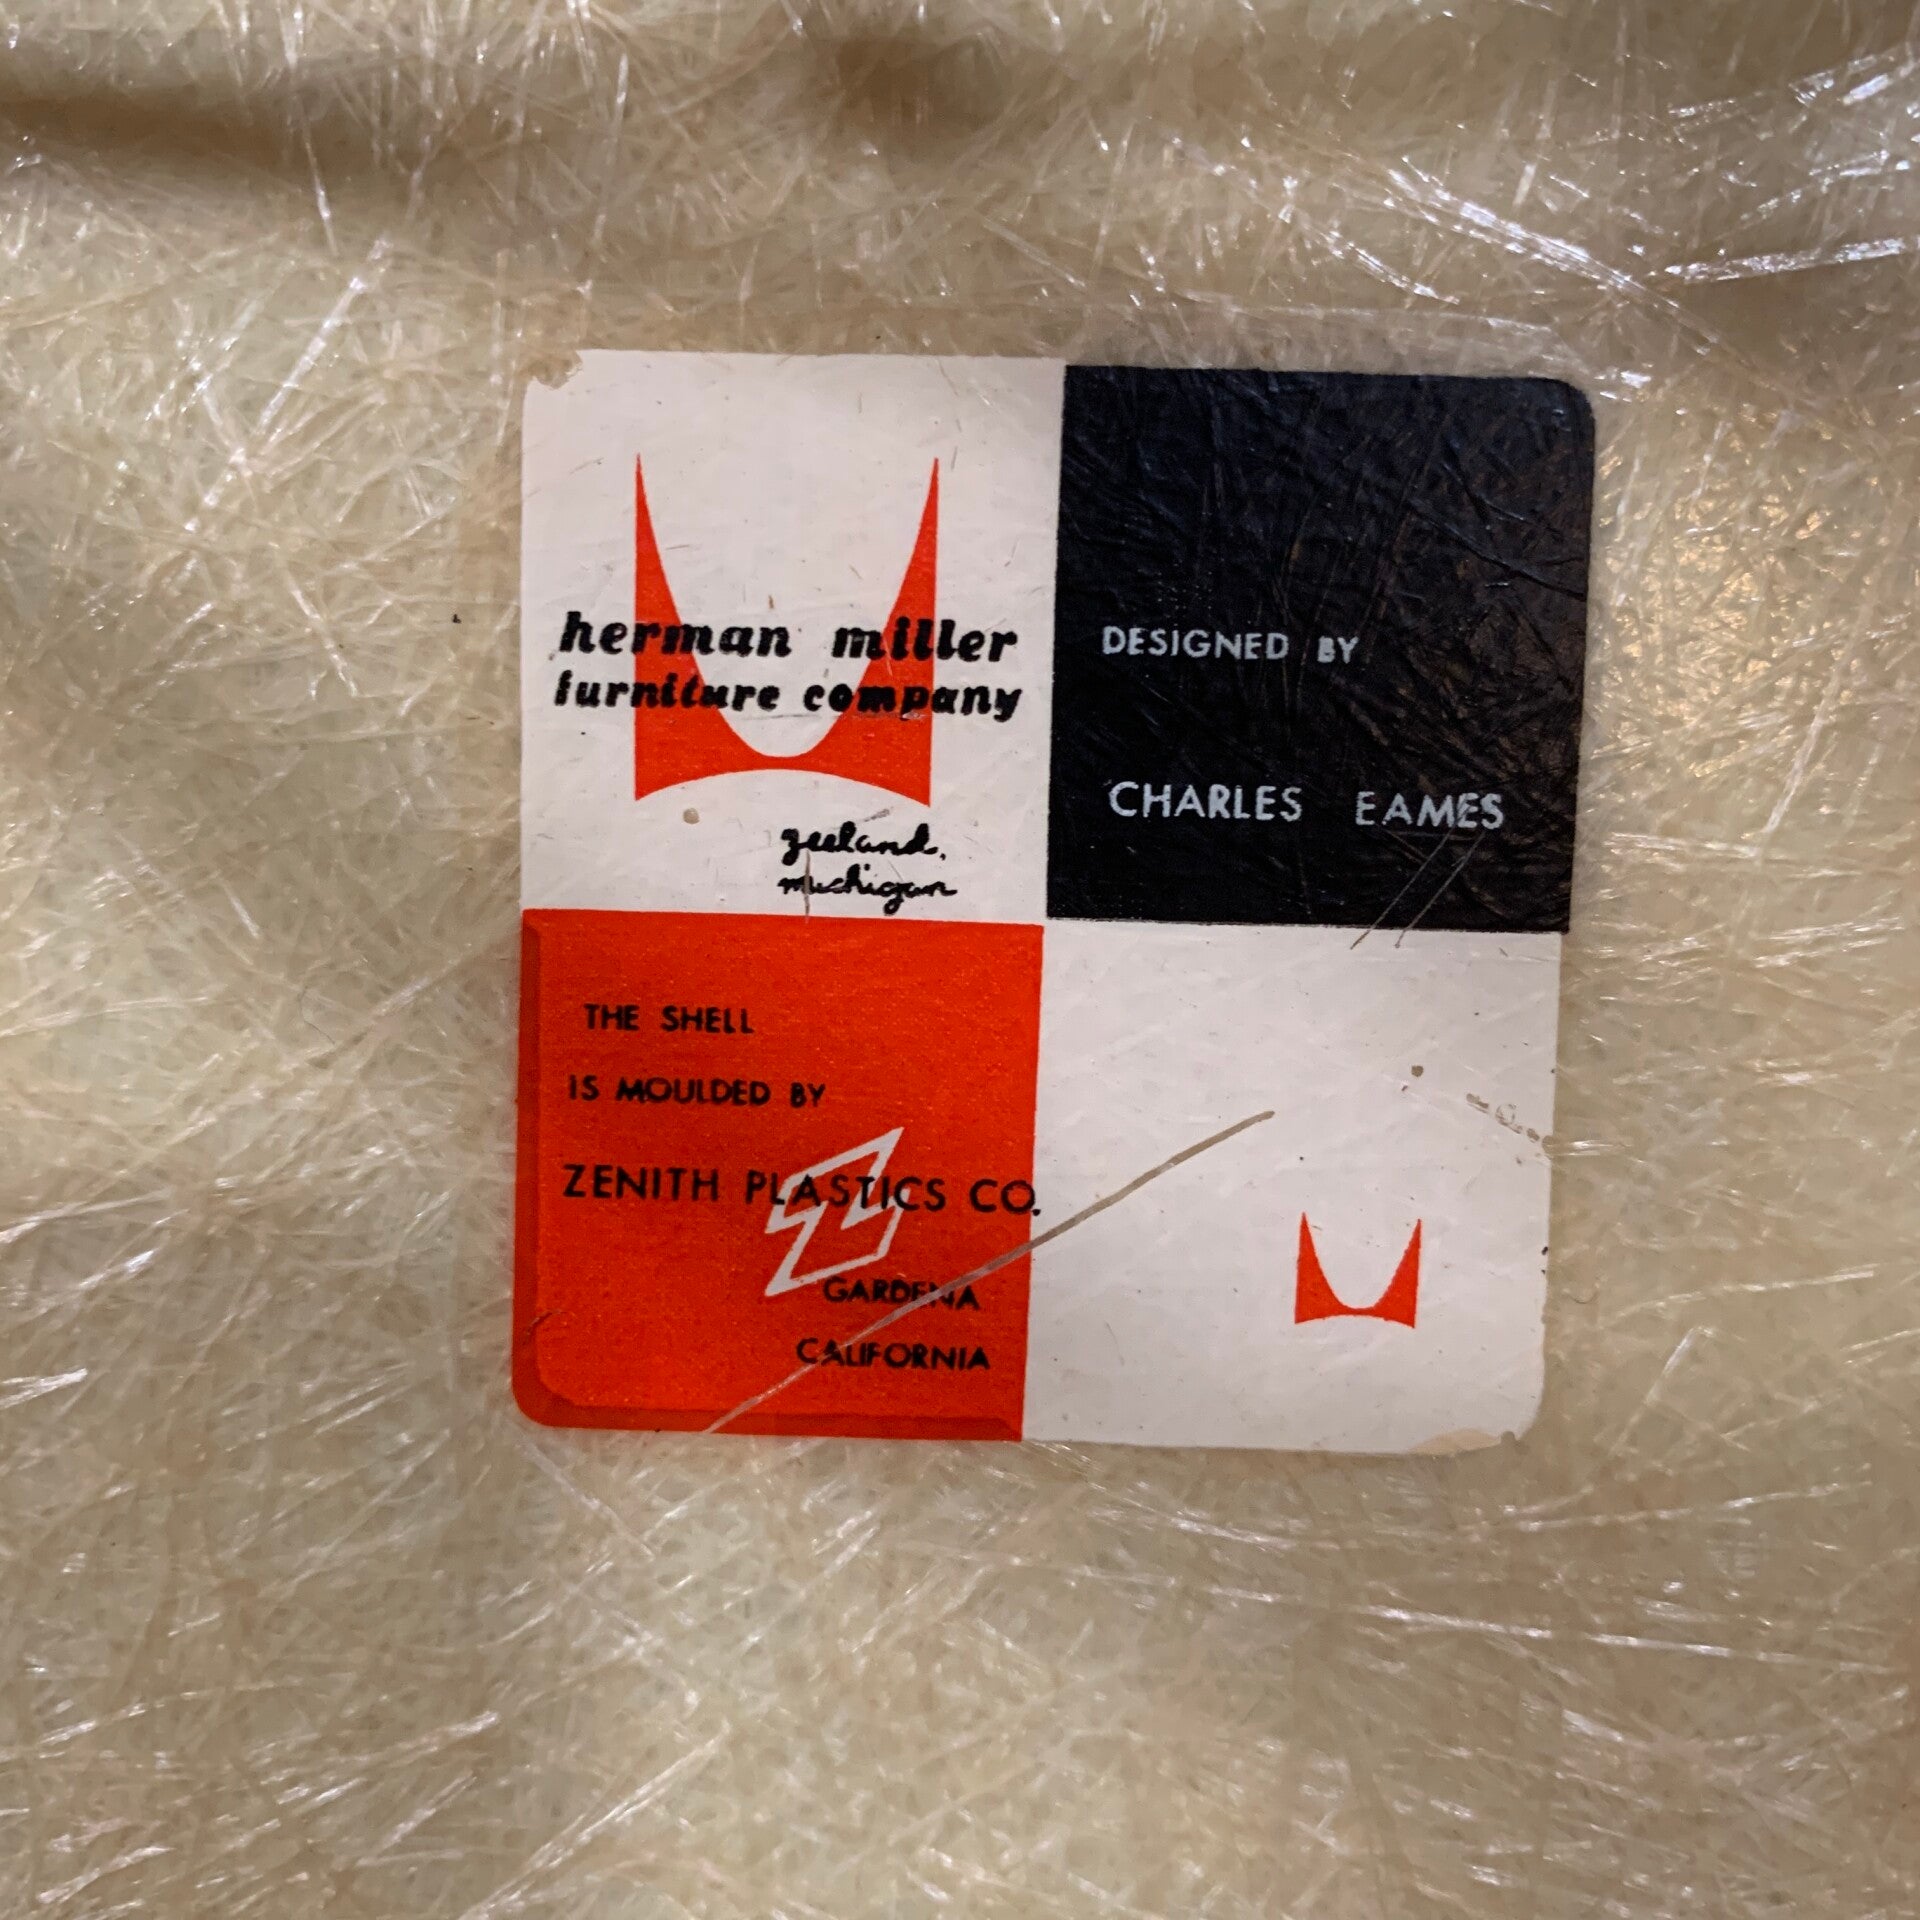 herman miller
furniture company
zeeland,
michigan
DESIGNED BY
CHARLES EAMES
THE SHELL
IS MOULDED BY
ZENITH PLASTICS CO.
GARDENA
CALIFORNIA